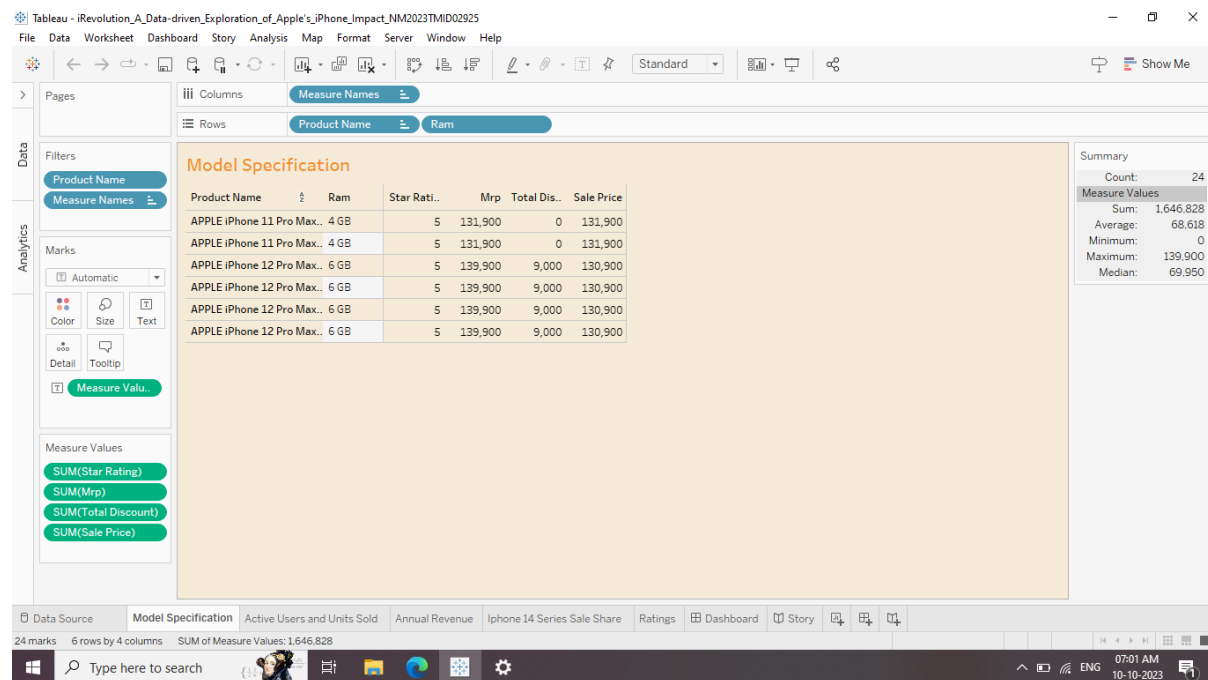 Tableau - iRevolution_A_Data-driven_Exploration_of_Apple's_iPhone_Impact_NM2023TMID02925
File Data Worksheet Dashboard Story Analysis Map Format Server Window Help
Standard
Show Me
Pages
Columns Measure Names
Rows Product Name Ram
Data
Analytics
Filters
Product Name
Measure Names
Marks
Automatic
Color Size Text
Detail Tooltip
Measure Valu..
Measure Values
SUM(Star Rating)
SUM(Mrp)
SUM(Total Discount)
SUM(Sale Price)
Model Specification
Product Name Ram Star Rati.. Mrp Total Dis.. Sale Price
APPLE iPhone 11 Pro Max.. 4 GB 5 131,900 0 131,900
APPLE iPhone 11 Pro Max.. 4 GB 5 131,900 0 131,900
APPLE iPhone 12 Pro Max.. 6 GB 5 139,900 9,000 130,900
APPLE iPhone 12 Pro Max.. 6 GB 5 139,900 9,000 130,900
APPLE iPhone 12 Pro Max.. 6 GB 5 139,900 9,000 130,900
APPLE iPhone 12 Pro Max.. 6 GB 5 139,900 9,000 130,900
Summary
Count: 24
Measure Values
Sum: 1,646,828
Average: 68,618
Minimum: 0
Maximum: 139,900
Median: 69,950
Data Source Model Specification Active Users and Units Sold Annual Revenue Iphone 14 Series Sale Share Ratings Dashboard Story
24 marks 6 rows by 4 columns SUM of Measure Values: 1,646,828
Type here to search
ENG
07:01 AM
10-10-2023
1